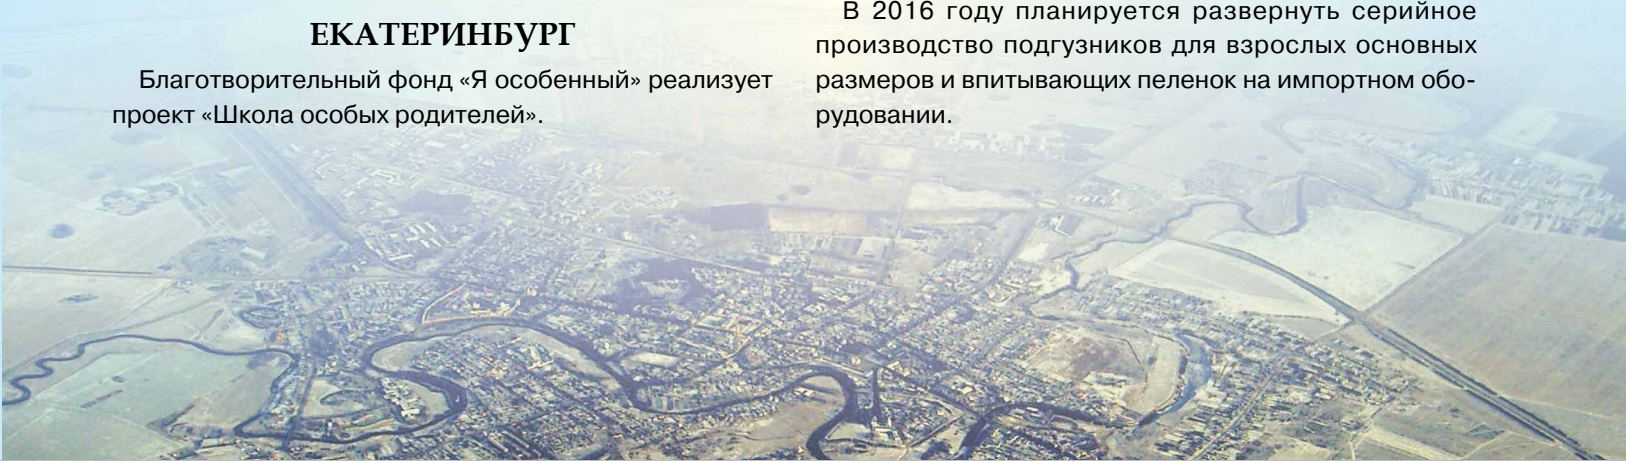 ЕКАТЕРИНБУРГ
Благотворительный фонд «Я особенный» реализует
проект «Школа особых родителей».
В 2016 году планируется развернуть серийное
производство подгузников для взрослых основных
размеров и впитывающих пеленок на импортном обо-
рудовании.